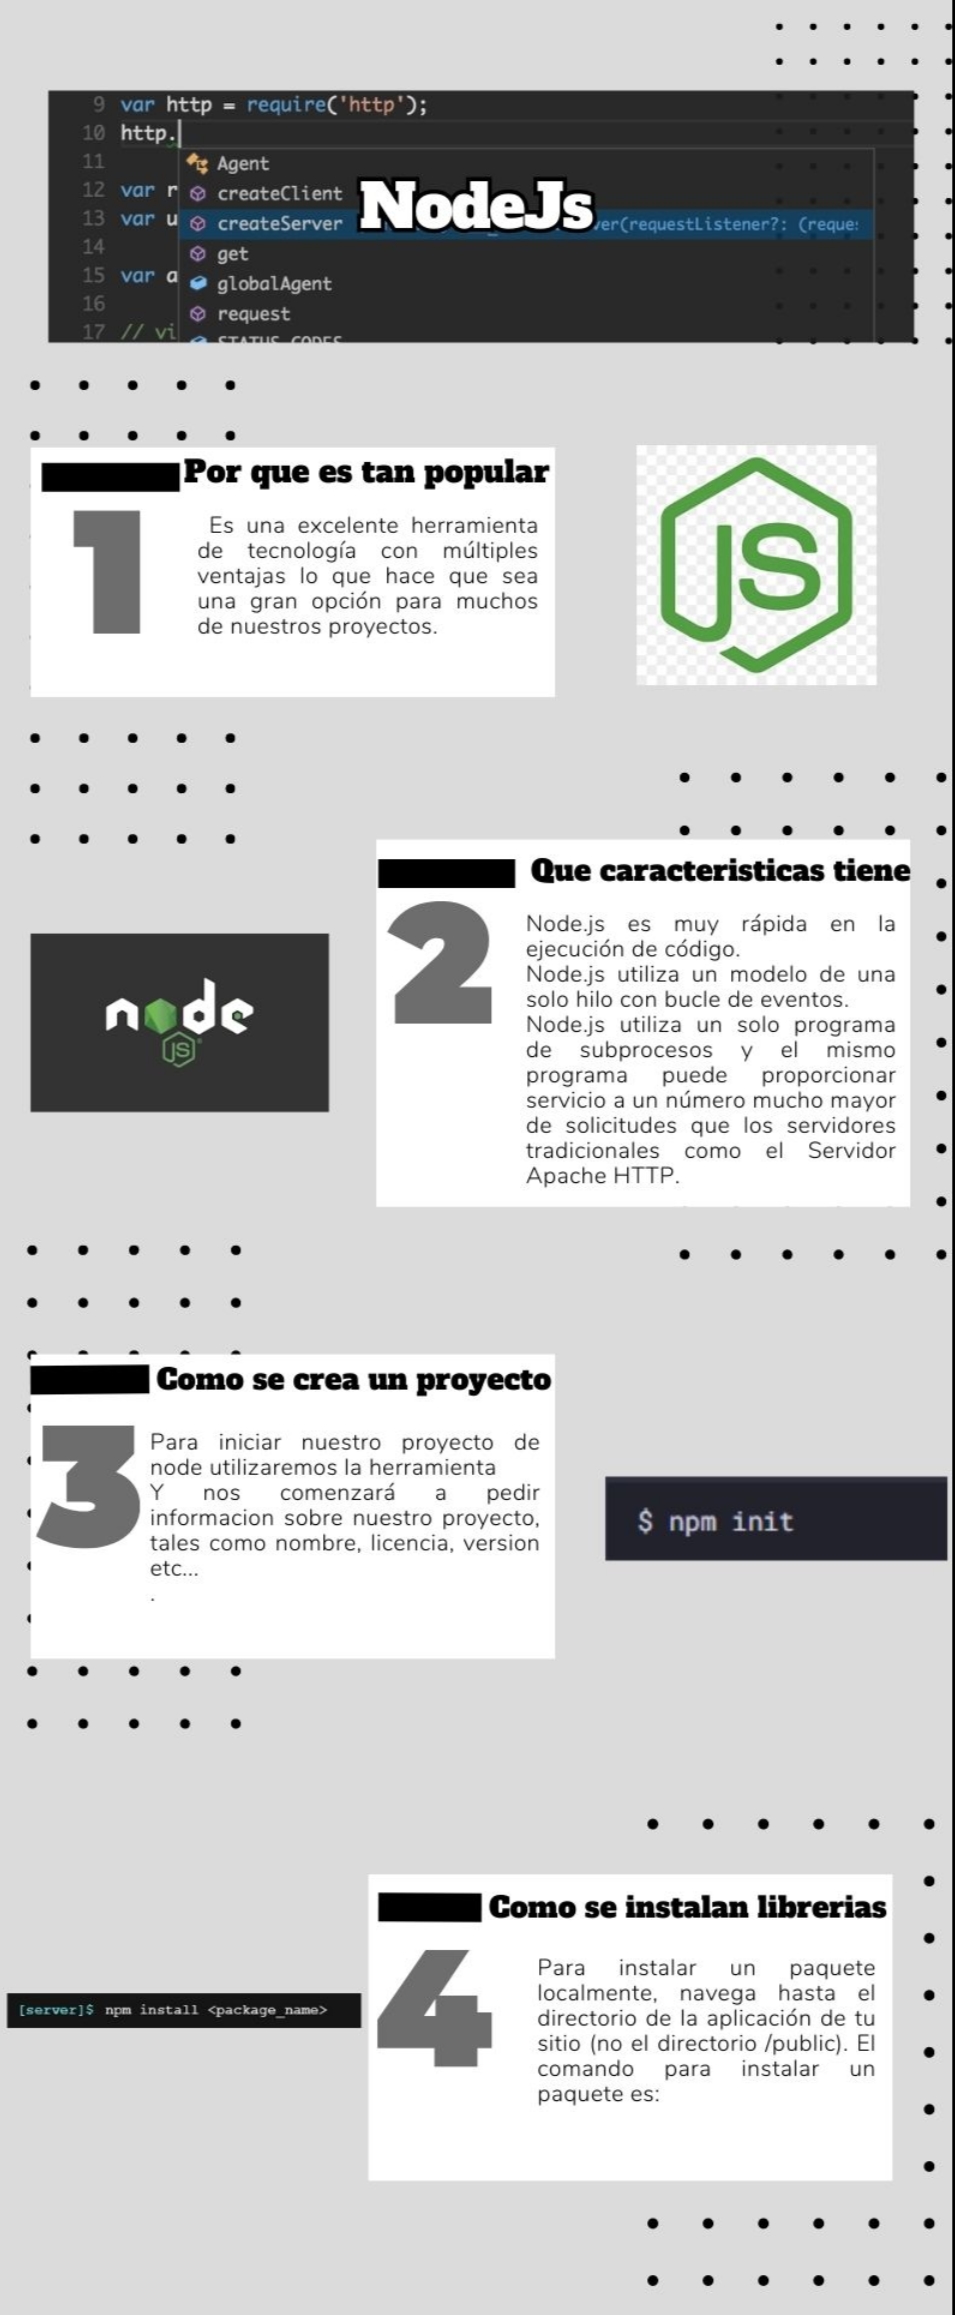 9 var http = require('http');
10 http.
11 Agent
12 var r createClient
13 var u createServer ver(requestListener?: (reque
14 get
15 var a globalAgent
16 request
17 // vi STATUS_CODES
NodeJs
Por que es tan popular
1
Es una excelente herramienta
de tecnología con múltiples
ventajas lo que hace que sea
una gran opción para muchos
de nuestros proyectos.
JS
Que caracteristicas tiene
2
Node.js es muy rápida en la
ejecución de código.
Node.js utiliza un modelo de una
solo hilo con bucle de eventos.
Node.js utiliza un solo programa
de subprocesos y el mismo
programa puede proporcionar
servicio a un número mucho mayor
de solicitudes que los servidores
tradicionales como el Servidor
Apache HTTP.
node
JS
Como se crea un proyecto
3
Para iniciar nuestro proyecto de
node utilizaremos la herramienta
Y nos comenzará a pedir
informacion sobre nuestro proyecto,
tales como nombre, licencia, version
etc...
.
$ npm init
Como se instalan librerias
4
Para instalar un paquete
localmente, navega hasta el
directorio de la aplicación de tu
sitio (no el directorio /public). El
comando para instalar un
paquete es:
[server]$ npm install <package_name>